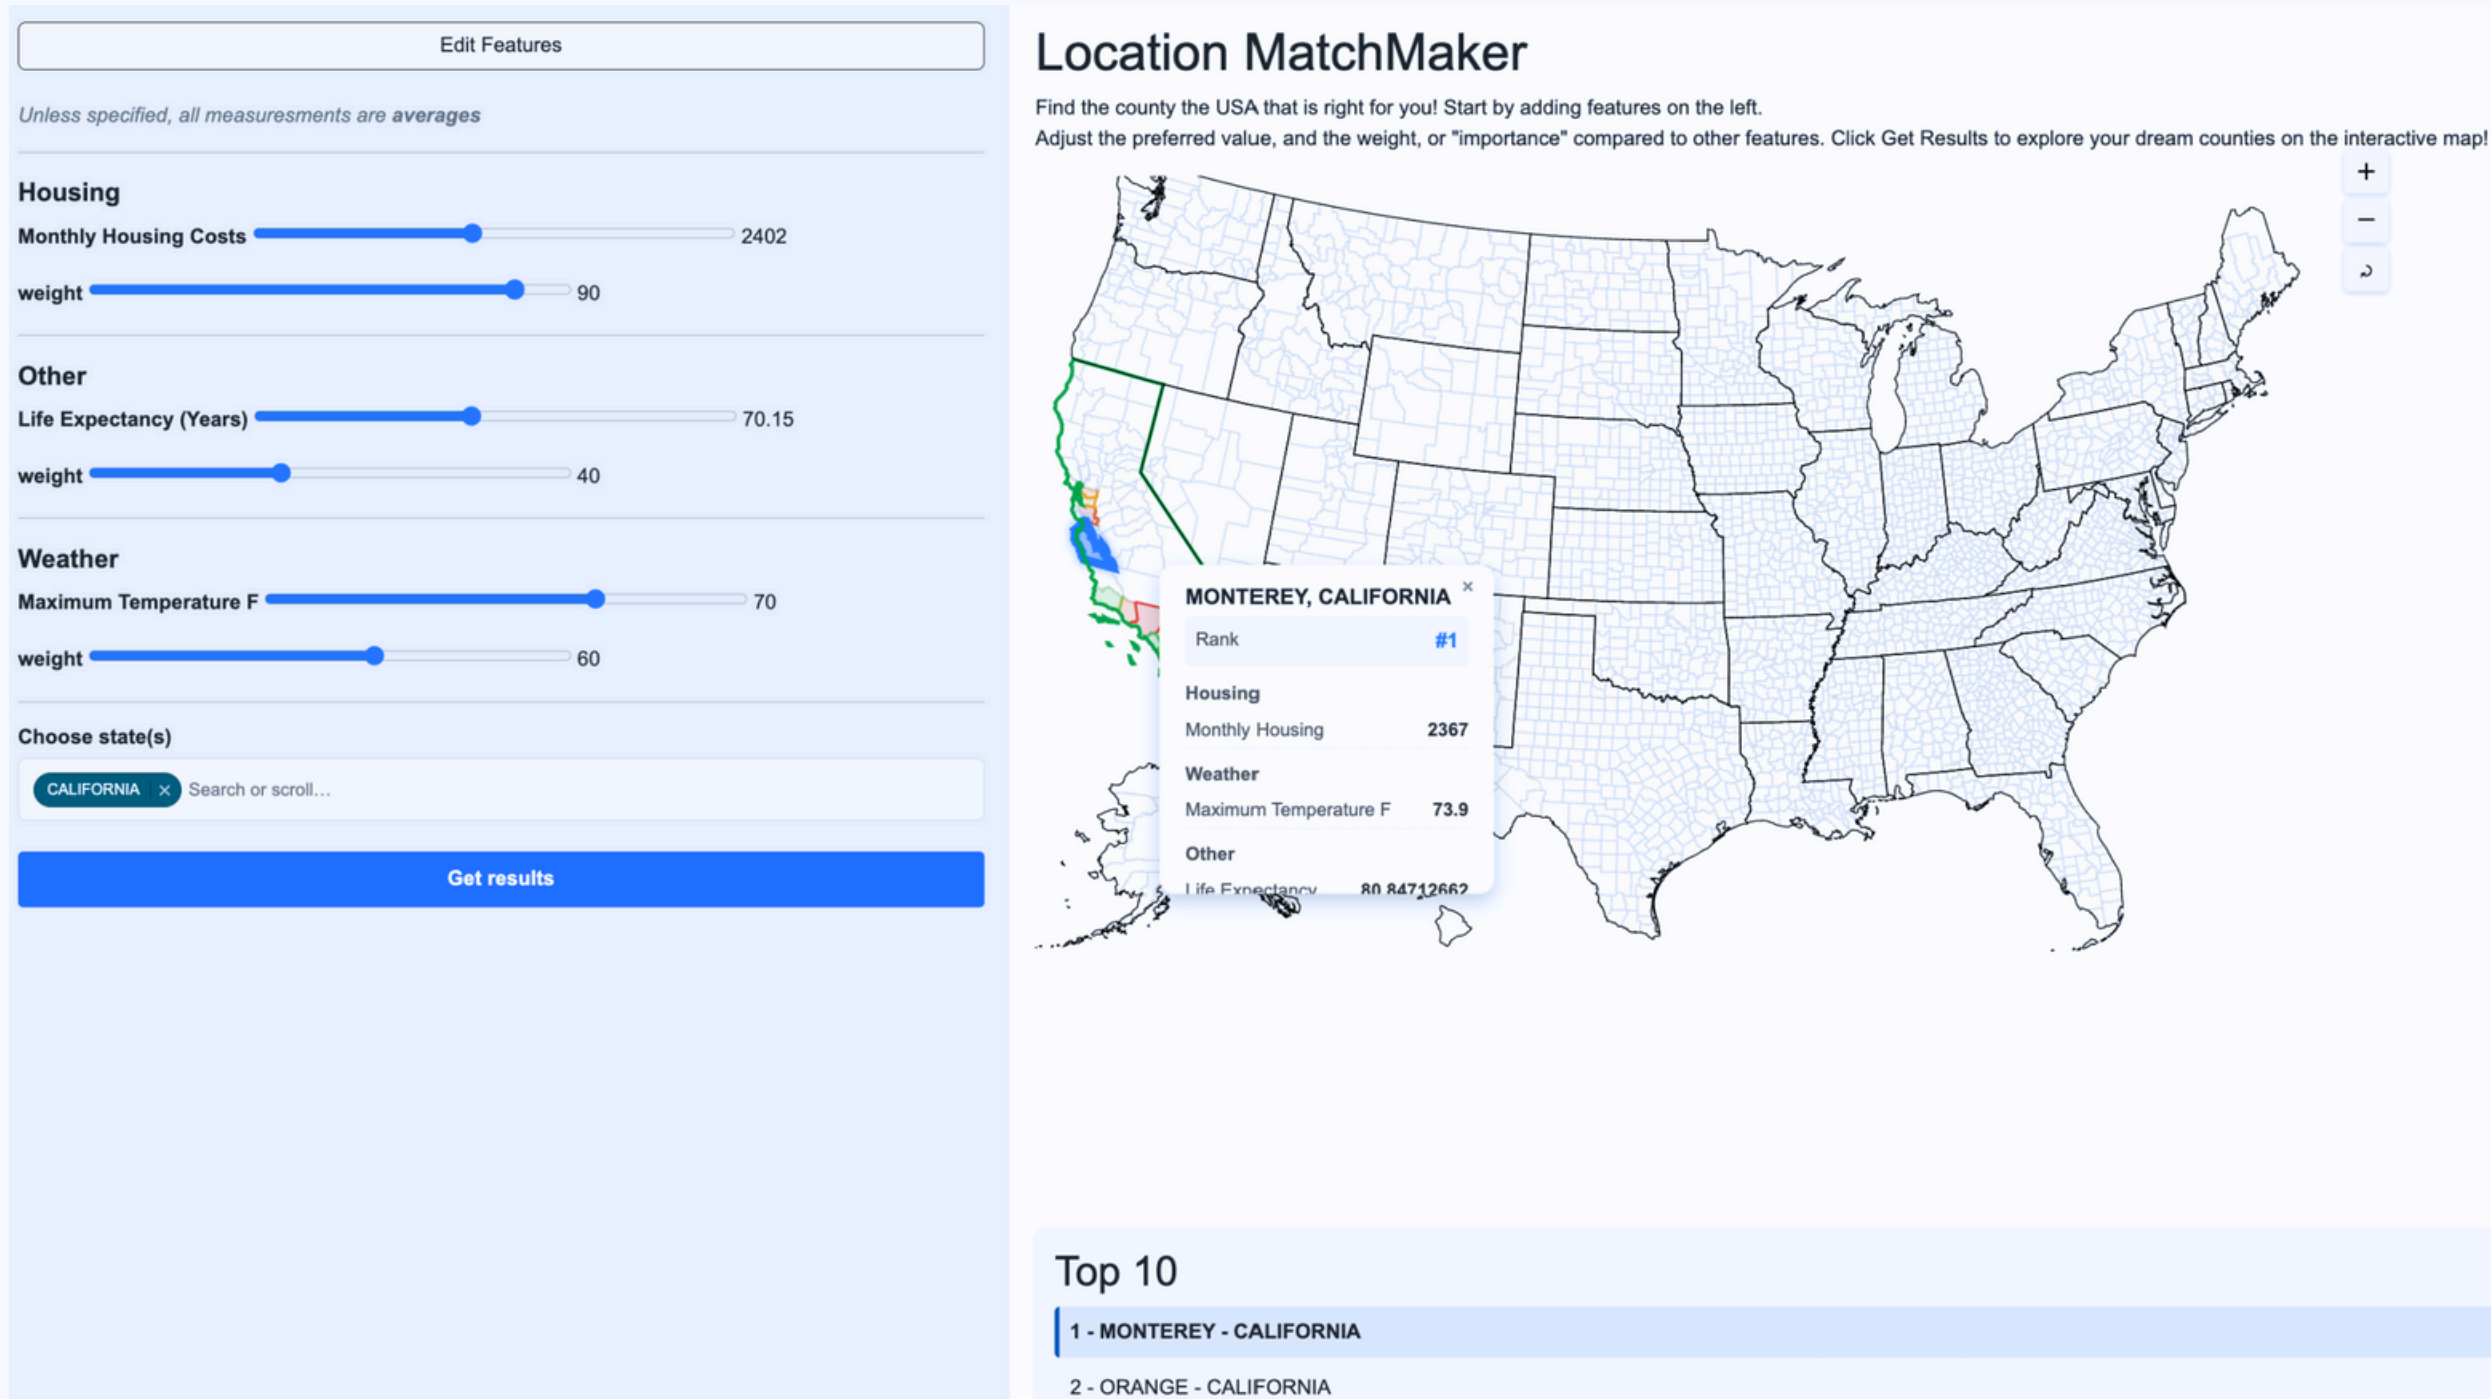 Edit Features
Unless specified, all measuresments are averages
Housing
Monthly Housing Costs 2402
weight 90
Other
Life Expectancy (Years) 70.15
weight 40
Weather
Maximum Temperature F 70
weight 60
Choose state(s)
CALIFORNIA × Search or scroll...
Get results
Location MatchMaker
Find the county the USA that is right for you! Start by adding features on the left.
Adjust the preferred value, and the weight, or "importance" compared to other features. Click Get Results to explore your dream counties on the interactive map!
+
−
MONTEREY, CALIFORNIA ×
Rank #1
Housing
Monthly Housing 2367
Weather
Maximum Temperature F 73.9
Other
Life Expectancy 80.84712662
Top 10
1 - MONTEREY - CALIFORNIA
2 - ORANGE - CALIFORNIA